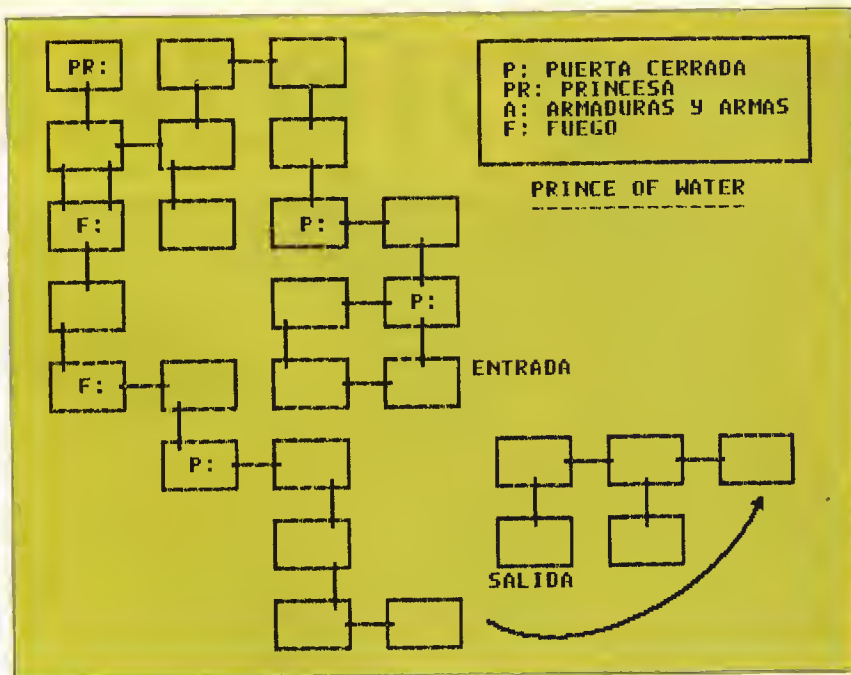 PR:
P: PUERTA CERRADA
PR: PRINCESA
A: ARMADURAS Y ARMAS
F: FUEGO
PRINCE OF WATER
F:
P:
P:
ENTRADA
F:
P:
SALIDA